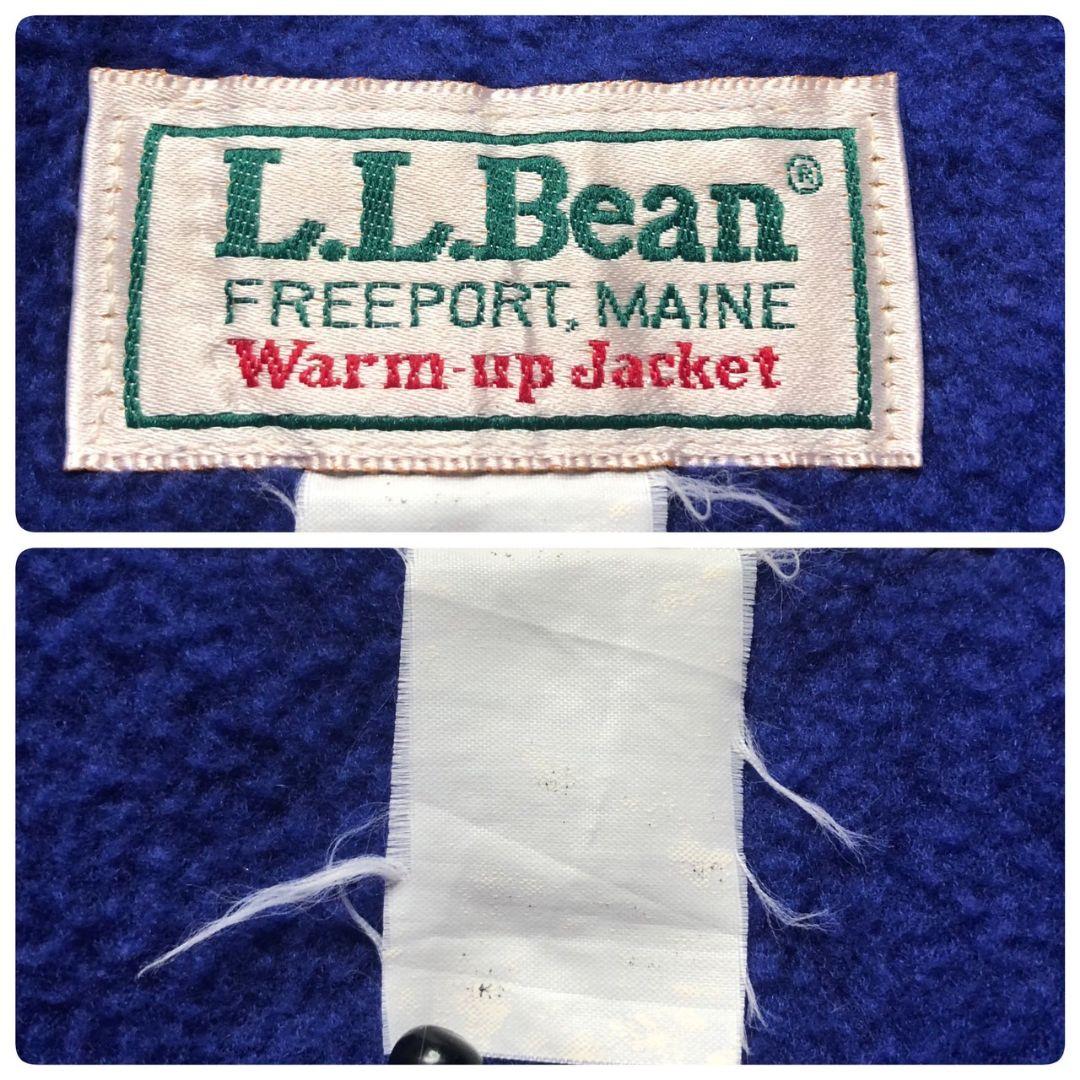 L.L.Bean®
FREEPORT, MAINE
Warm-up Jacket